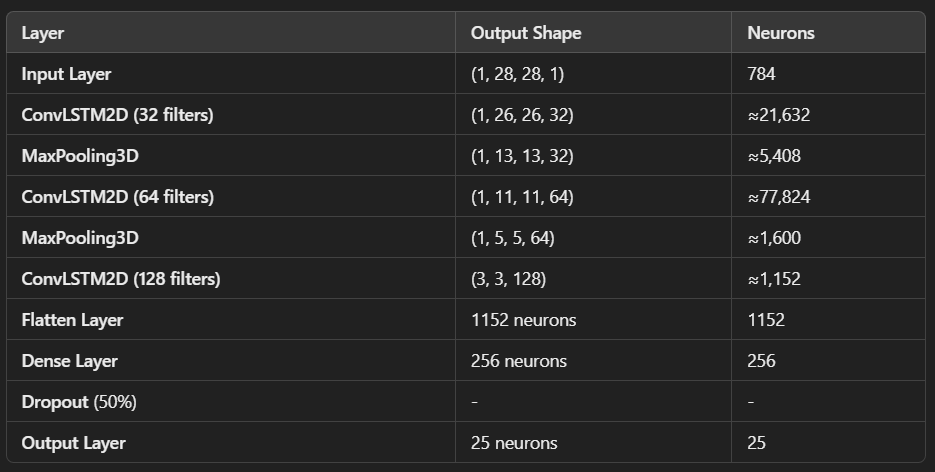 Layer Output Shape Neurons
Input Layer (1, 28, 28, 1) 784
ConvLSTM2D (32 filters) (1, 26, 26, 32) ≈21,632
MaxPooling3D (1, 13, 13, 32) ≈5,408
ConvLSTM2D (64 filters) (1, 11, 11, 64) ≈77,824
MaxPooling3D (1, 5, 5, 64) ≈1,600
ConvLSTM2D (128 filters) (3, 3, 128) ≈1,152
Flatten Layer 1152 neurons 1152
Dense Layer 256 neurons 256
Dropout (50%) - -
Output Layer 25 neurons 25